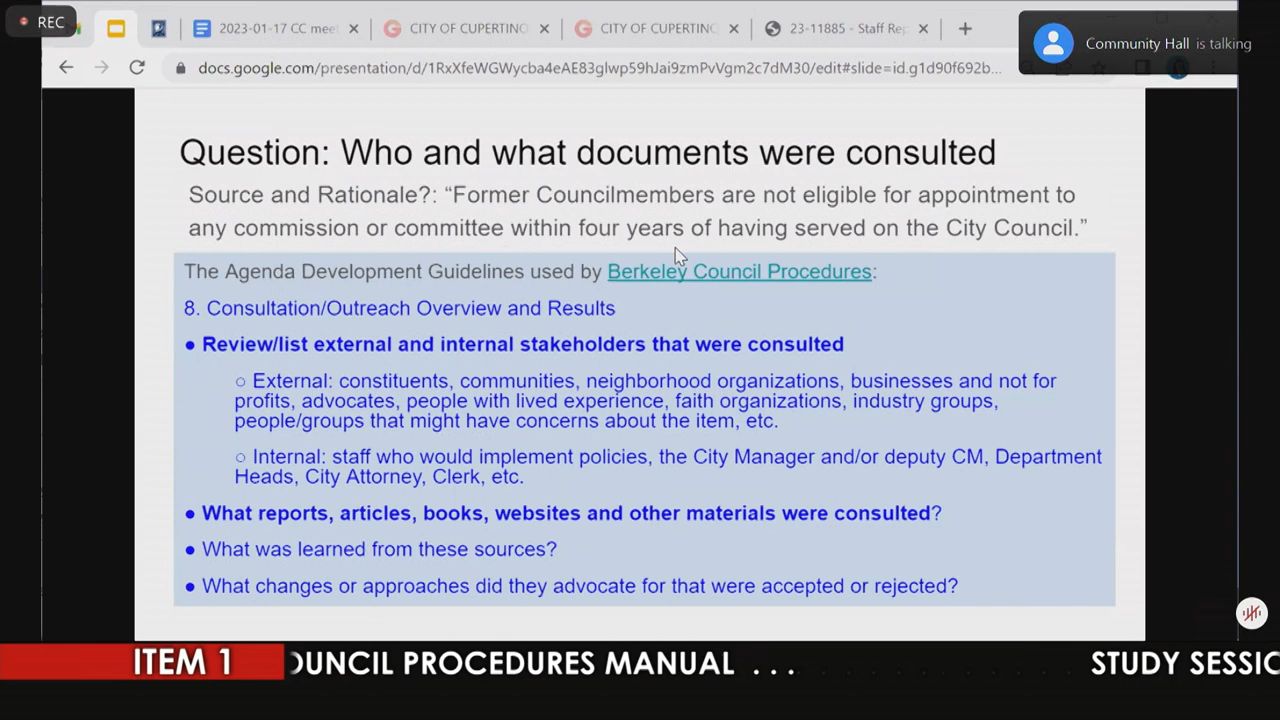 REC
2023-01-17 CC meet
CITY OF CUPERTINO
CITY OF CUPERTINO
23-11885 - Staff Rep
Community Hall is talking
docs.google.com/presentation/d/1RxXfeWGWycba4eAE83glwp59hJai9zmPvVgm2c7dM30/edit#slide=id.g1d90f692b...
Question: Who and what documents were consulted
Source and Rationale?: “Former Councilmembers are not eligible for appointment to
any commission or committee within four years of having served on the City Council.”
The Agenda Development Guidelines used by Berkeley Council Procedures:
8. Consultation/Outreach Overview and Results
● Review/list external and internal stakeholders that were consulted
○ External: constituents, communities, neighborhood organizations, businesses and not for
profits, advocates, people with lived experience, faith organizations, industry groups,
people/groups that might have concerns about the item, etc.
○ Internal: staff who would implement policies, the City Manager and/or deputy CM, Department
Heads, City Attorney, Clerk, etc.
● What reports, articles, books, websites and other materials were consulted?
● What was learned from these sources?
● What changes or approaches did they advocate for that were accepted or rejected?
ITEM 1
OUNCIL PROCEDURES MANUAL . . .
STUDY SESSIO